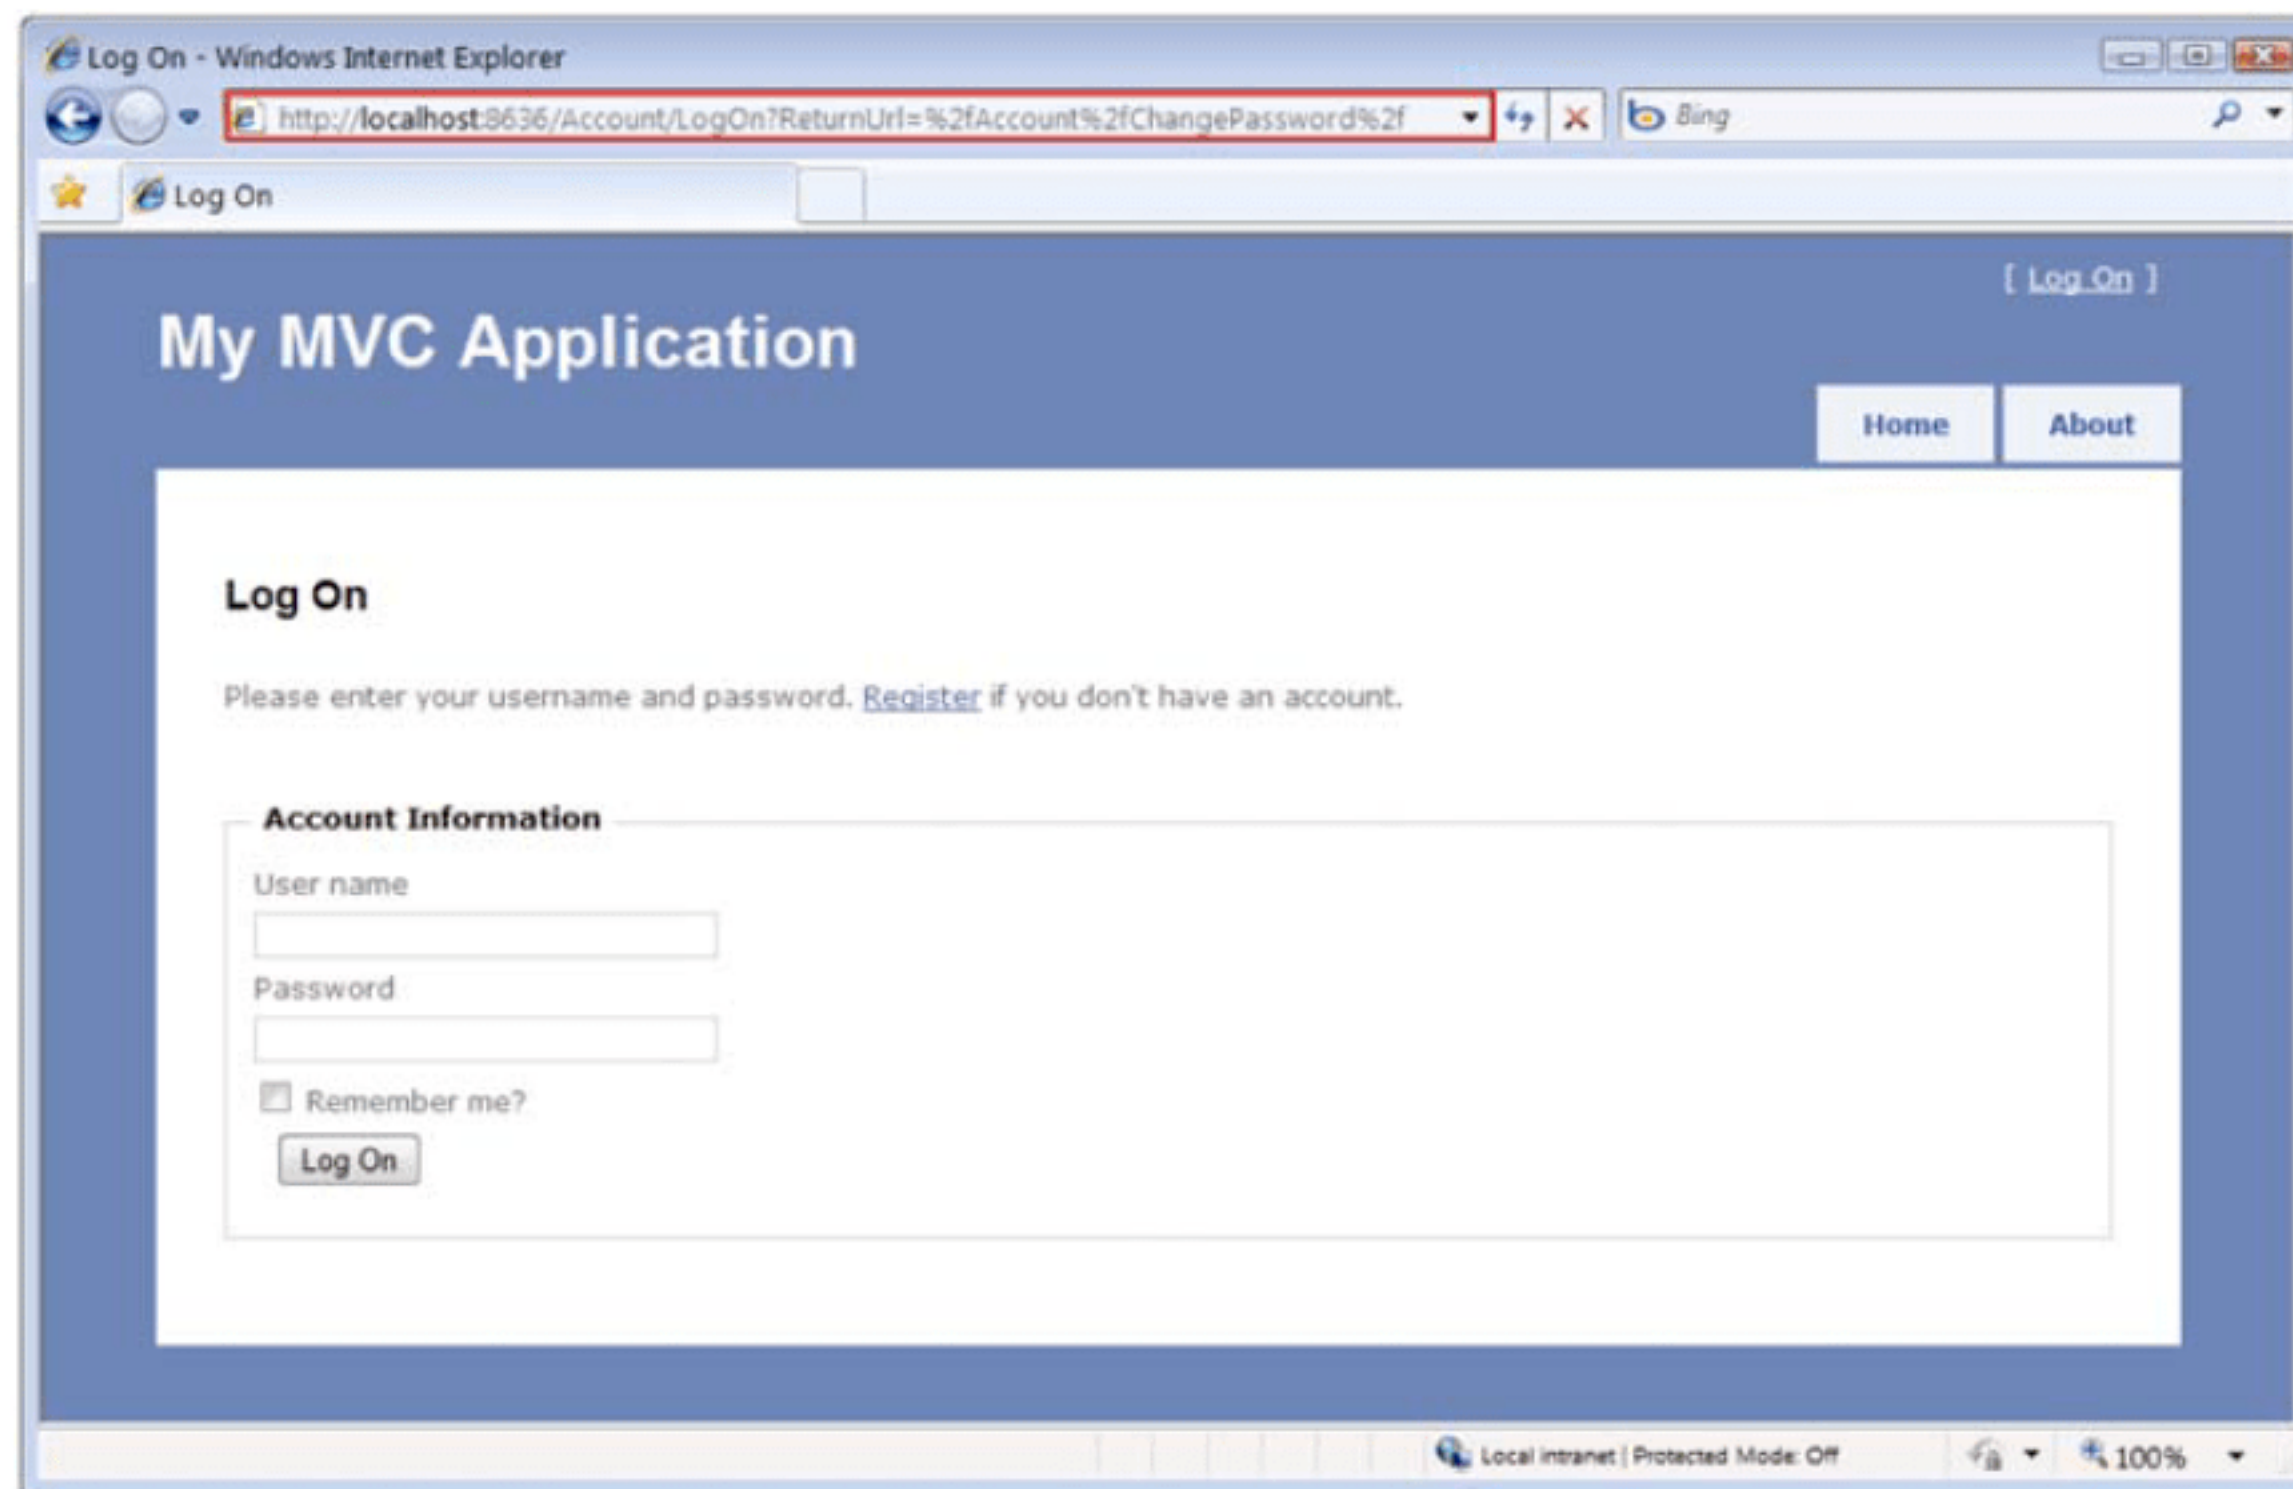 Log On - Windows Internet Explorer
http://localhost:8636/Account/LogOn?ReturnUrl=%2fAccount%2fChangePassword%2f
Bing
Log On
[ Log On ]
My MVC Application
Home About
Log On
Please enter your username and password. Register if you don't have an account.
Account Information
User name
Password
Remember me?
Log On
Local intranet | Protected Mode: Off
100%